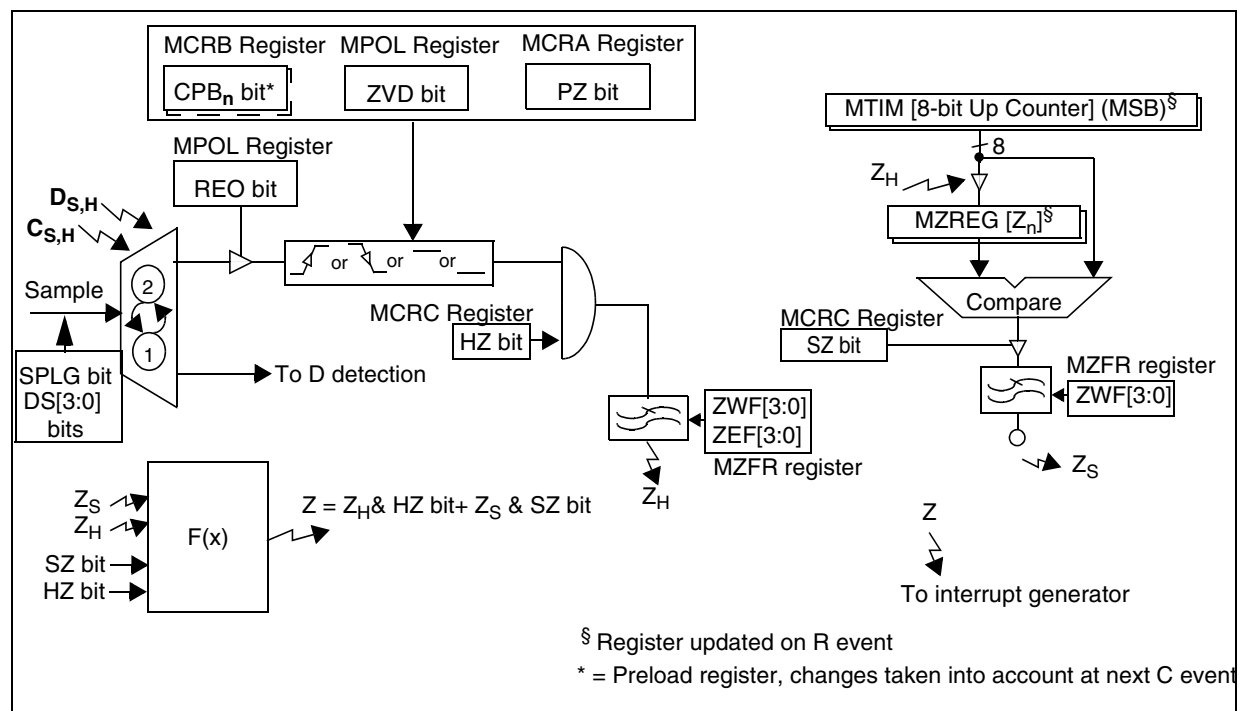 MCRB Register
MPOL Register
MCRA Register
CPBn bit*
ZVD bit
PZ bit
MTIM [8-bit Up Counter] (MSB)§
8
MPOL Register
REO bit
ZH
MZREG [Zn]§
DS,H
CS,H
or
or
or
2
1
Sample
Compare
MCRC Register
HZ bit
MCRC Register
SZ bit
SPLG bit
DS[3:0]
bits
To D detection
MZFR register
ZWF[3:0]
ZWF[3:0]
ZEF[3:0]
MZFR register
ZH
ZS
ZS
ZH
SZ bit
HZ bit
F(x)
Z = ZH& HZ bit+ ZS & SZ bit
Z
To interrupt generator
§ Register updated on R event
* = Preload register, changes taken into account at next C event